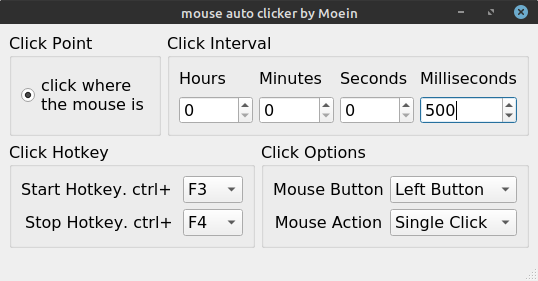 mouse auto clicker by Moein
Click Point
Click Interval
click where
the mouse is
Hours Minutes Seconds Milliseconds
0 0 0 500
Click Hotkey
Click Options
Start Hotkey. ctrl+ F3
Stop Hotkey. ctrl+ F4
Mouse Button Left Button
Mouse Action Single Click